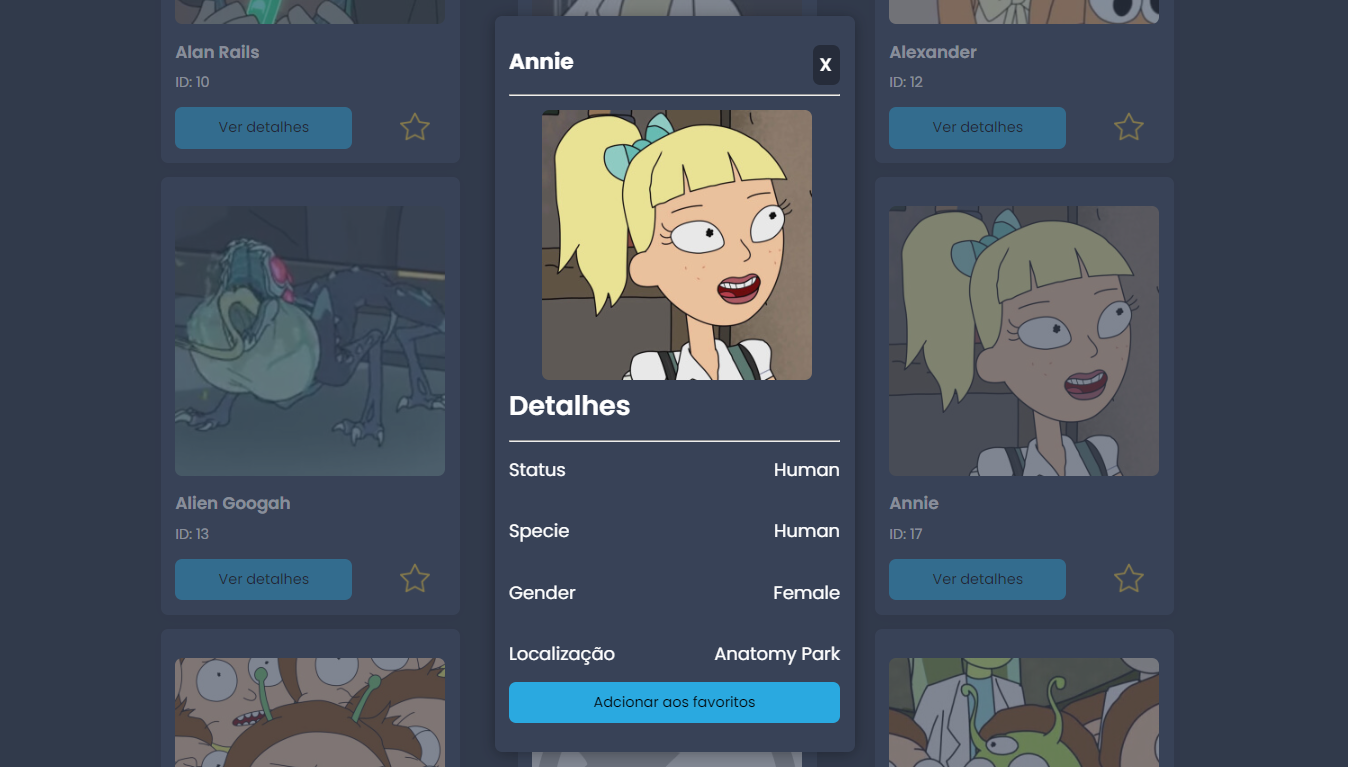 Alan Rails
ID: 10
Ver detalhes
Alexander
ID: 12
Ver detalhes
Annie
X
Detalhes
Status Human
Specie Human
Gender Female
Localização Anatomy Park
Adcionar aos favoritos
Alien Googah
ID: 13
Ver detalhes
Annie
ID: 17
Ver detalhes